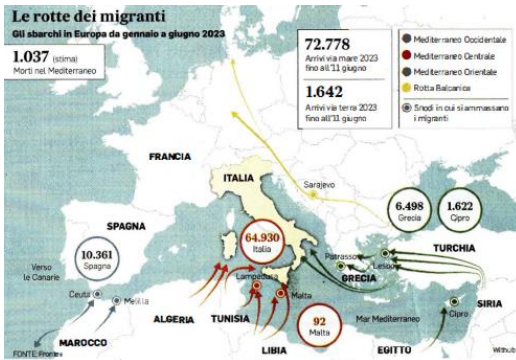 Le rotte dei migranti
Gli sbarchi in Europa da gennaio a giugno 2023
1.037 (stima)
Morti nel Mediterraneo
72.778
Arrivi via mare 2023
fino all'11 giugno
1.642
Arrivi via terra 2023
fino all'11 giugno
Mediterraneo Occidentale
Mediterraneo Centrale
Mediterraneo Orientale
Rotta Balcanica
Snodi in cui si ammassano
i migranti
FRANCIA
ITALIA
Sarajevo
SPAGNA
6.498
Grecia
1.622
Cipro
64.930
Italia
TURCHIA
10.361
Spagna
Patrasso
Lesbo
Verso
le Canarie
Lampedusa
GRECIA
Ceuta
Melilla
Malta
SIRIA
Cipro
ALGERIA
TUNISIA
92
Malta
Mar Mediterraneo
MAROCCO
LIBIA
EGITTO
FONTE: Frontex
Withub